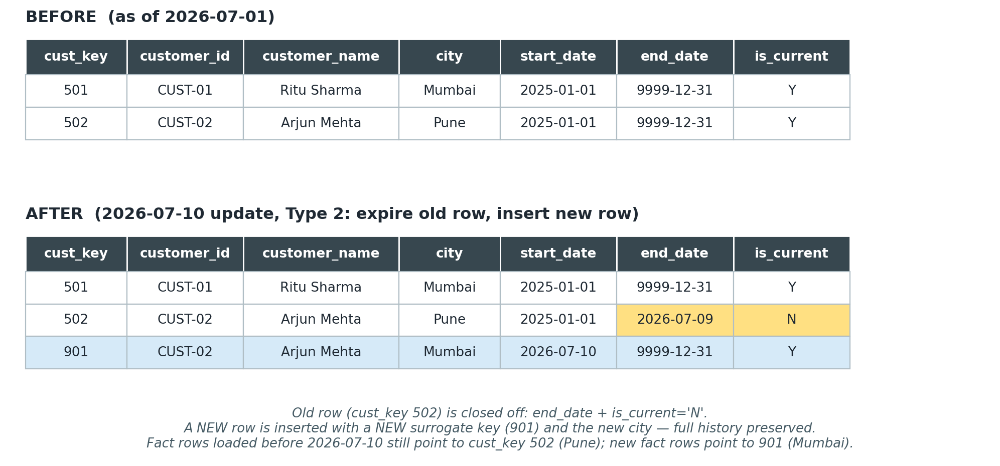 BEFORE  (as of 2026-07-01)
cust_key customer_id customer_name city start_date end_date is_current
501 CUST-01 Ritu Sharma Mumbai 2025-01-01 9999-12-31 Y
502 CUST-02 Arjun Mehta Pune 2025-01-01 9999-12-31 Y
AFTER  (2026-07-10 update, Type 2: expire old row, insert new row)
cust_key customer_id customer_name city start_date end_date is_current
501 CUST-01 Ritu Sharma Mumbai 2025-01-01 9999-12-31 Y
502 CUST-02 Arjun Mehta Pune 2025-01-01 2026-07-09 N
901 CUST-02 Arjun Mehta Mumbai 2026-07-10 9999-12-31 Y
Old row (cust_key 502) is closed off: end_date + is_current='N'.
A NEW row is inserted with a NEW surrogate key (901) and the new city — full history preserved.
Fact rows loaded before 2026-07-10 still point to cust_key 502 (Pune); new fact rows point to 901 (Mumbai).